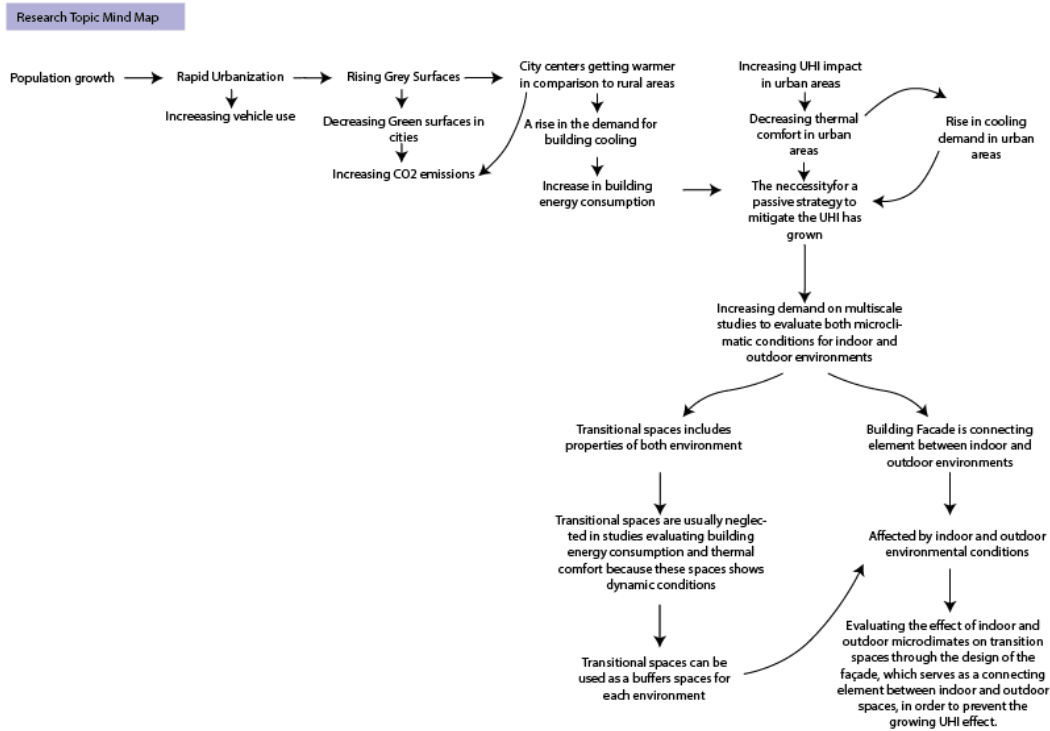 Research Topic Mind Map
Population growth
Rapid Urbanization
Increeasing vehicle use
Rising Grey Surfaces
Decreasing Green surfaces in
cities
Increasing CO2 emissions
City centers getting warmer
in comparison to rural areas
A rise in the demand for
building cooling
Increase in building
energy consumption
Increasing UHI impact
in urban areas
Decreasing thermal
comfort in urban
areas
Rise in cooling
demand in urban
areas
The neccessityfor a
passive strategy to
mitigate the UHI has
grown
Increasing demand on multiscale
studies to evaluate both microcli-
matic conditions for indoor and
outdoor environments
Transitional spaces includes
properties of both environment
Transitional spaces are usually neglec-
ted in studies evaluating building
energy consumption and thermal
comfort because these spaces shows
dynamic conditions
Transitional spaces can be
used as a buffers spaces for
each environment
Building Facade is connecting
element between indoor and
outdoor environments
Affected by indoor and outdoor
environmental conditions
Evaluating the effect of indoor and
outdoor microclimates on transition
spaces through the design of the
façade, which serves as a connecting
element between indoor and outdoor
spaces, in order to prevent the
growing UHI effect.